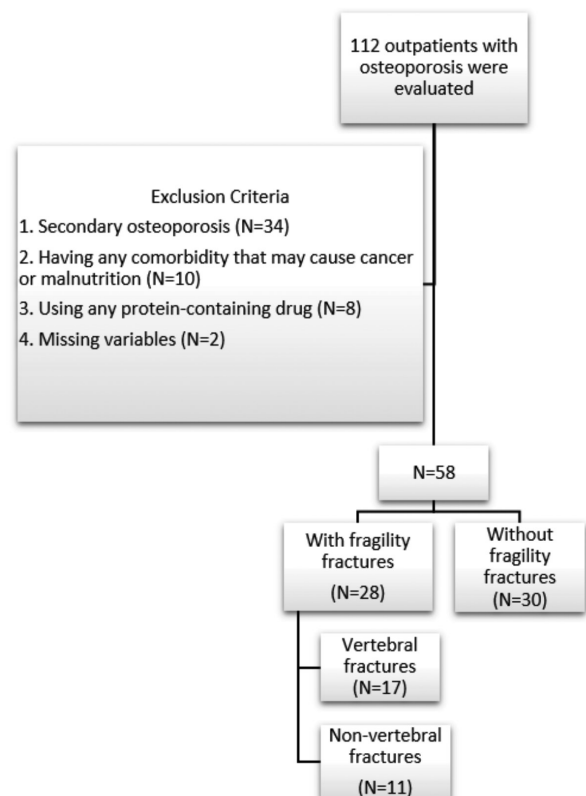 112 outpatients with
osteoporosis were
evaluated
Exclusion Criteria
1. Secondary osteoporosis (N=34)
2. Having any comorbidity that may cause cancer
or malnutrition (N=10)
3. Using any protein-containing drug (N=8)
4. Missing variables (N=2)
N=58
With fragility
fractures
(N=28)
Without
fragility
fractures
(N=30)
Vertebral
fractures
(N=17)
Non-vertebral
fractures
(N=11)